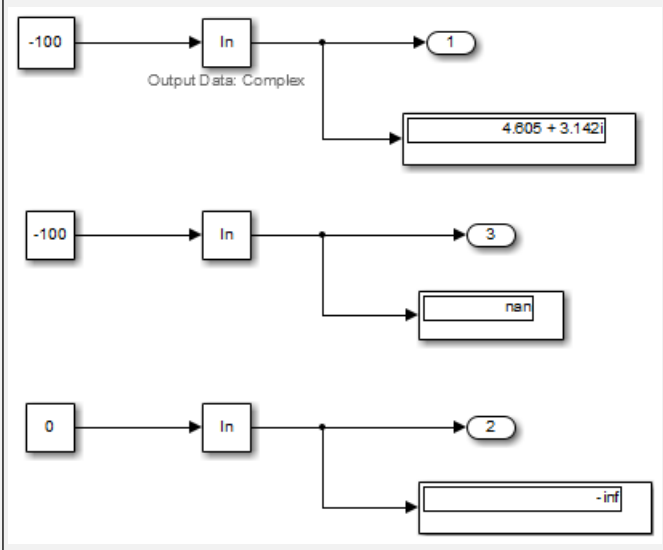 -100
ln
1
Output Data: Complex
4.605 + 3.142i
-100
ln
3
nan
0
ln
2
-inf